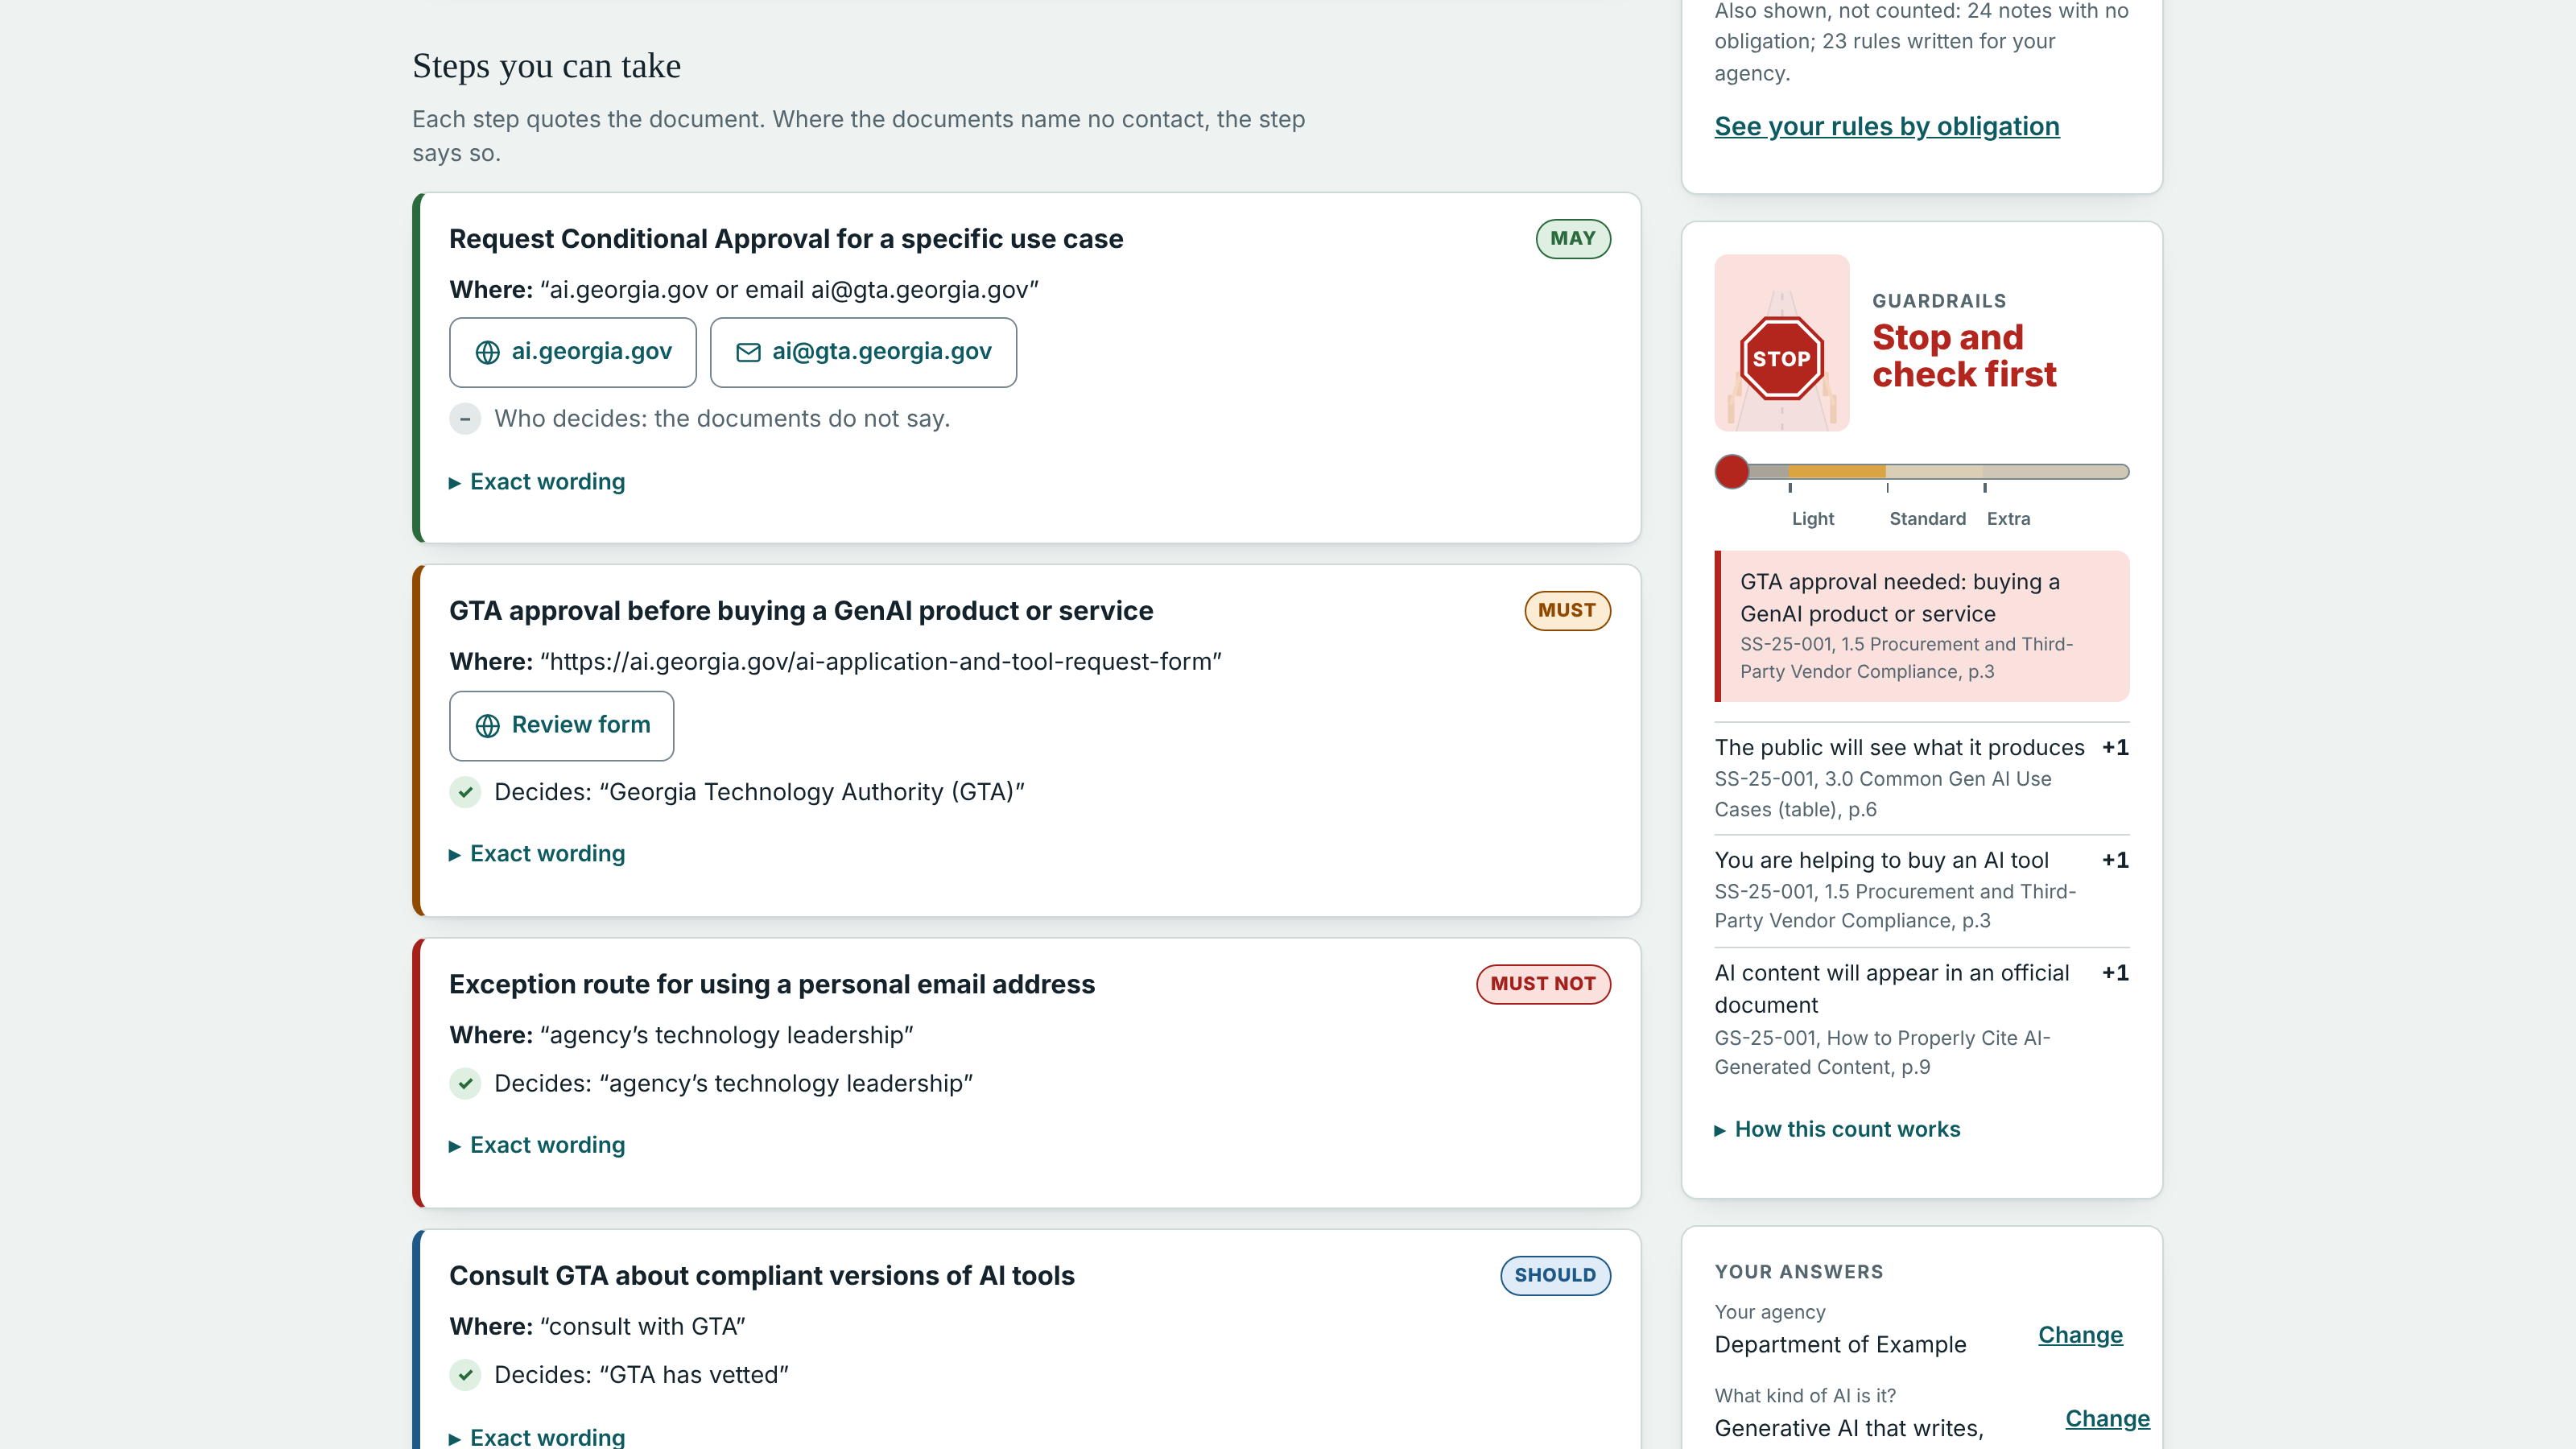 Steps you can take
Each step quotes the document. Where the documents name no contact, the step
says so.
Request Conditional Approval for a specific use case
MAY
Where: “ai.georgia.gov or email ai@gta.georgia.gov”
ai.georgia.gov
ai@gta.georgia.gov
Who decides: the documents do not say.
▸ Exact wording
GTA approval before buying a GenAI product or service
MUST
Where: “https://ai.georgia.gov/ai-application-and-tool-request-form”
Review form
Decides: “Georgia Technology Authority (GTA)”
▸ Exact wording
Exception route for using a personal email address
MUST NOT
Where: “agency’s technology leadership”
Decides: “agency’s technology leadership”
▸ Exact wording
Consult GTA about compliant versions of AI tools
SHOULD
Where: “consult with GTA”
Decides: “GTA has vetted”
▸ Exact wording
Also shown, not counted: 24 notes with no
obligation; 23 rules written for your
agency.
See your rules by obligation
STOP
GUARDRAILS
Stop and
check first
Light
Standard
Extra
GTA approval needed: buying a
GenAI product or service
SS-25-001, 1.5 Procurement and Third-
Party Vendor Compliance, p.3
The public will see what it produces +1
SS-25-001, 3.0 Common Gen AI Use
Cases (table), p.6
You are helping to buy an AI tool +1
SS-25-001, 1.5 Procurement and Third-
Party Vendor Compliance, p.3
AI content will appear in an official +1
document
GS-25-001, How to Properly Cite AI-
Generated Content, p.9
▸ How this count works
YOUR ANSWERS
Your agency
Department of Example
Change
What kind of AI is it?
Generative AI that writes,
Change